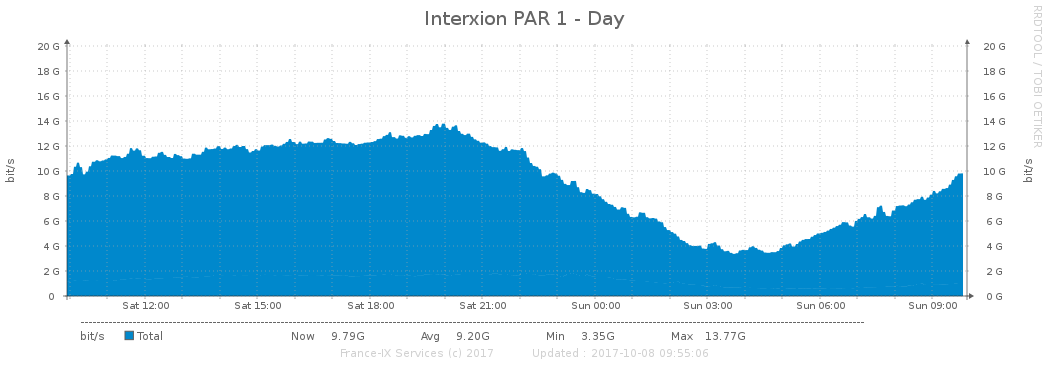 Interxion PAR 1 - Day
RRDTOOL / TOBI OETIKER
bit/s
bit/s
20 G 20 G
18 G 18 G
16 G 16 G
14 G 14 G
12 G 12 G
10 G 10 G
8 G 8 G
6 G 6 G
4 G 4 G
2 G 2 G
0 0 G
Sat 12:00 Sat 15:00 Sat 18:00 Sat 21:00 Sun 00:00 Sun 03:00 Sun 06:00 Sun 09:00
bit/s Total Now 9.79G Avg 9.20G Min 3.35G Max 13.77G
France-IX Services (c) 2017 Updated : 2017-10-08 09:55:06